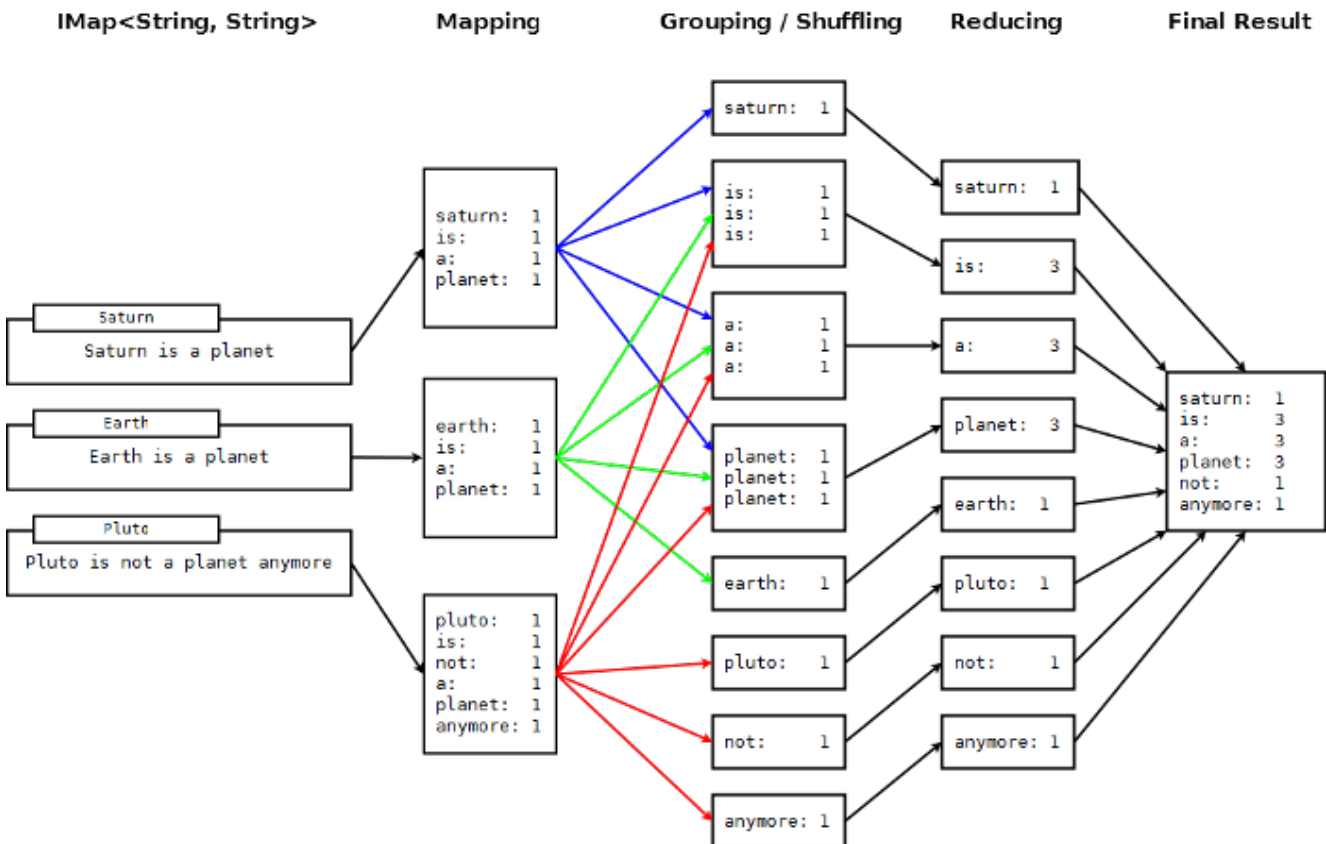 IMap<String, String>
Mapping
Grouping / Shuffling
Reducing
Final Result
Saturn
Saturn is a planet
Earth
Earth is a planet
Pluto
Pluto is not a planet anymore
saturn: 1
is: 1
a: 1
planet: 1
earth: 1
is: 1
a: 1
planet: 1
pluto: 1
is: 1
not: 1
a: 1
planet: 1
anymore: 1
saturn: 1
is: 1
is: 1
is: 1
a: 1
a: 1
a: 1
planet: 1
planet: 1
planet: 1
earth: 1
pluto: 1
not: 1
anymore: 1
saturn: 1
is: 3
a: 3
planet: 3
earth: 1
pluto: 1
not: 1
anymore: 1
saturn: 1
is: 3
a: 3
planet: 3
not: 1
anymore: 1